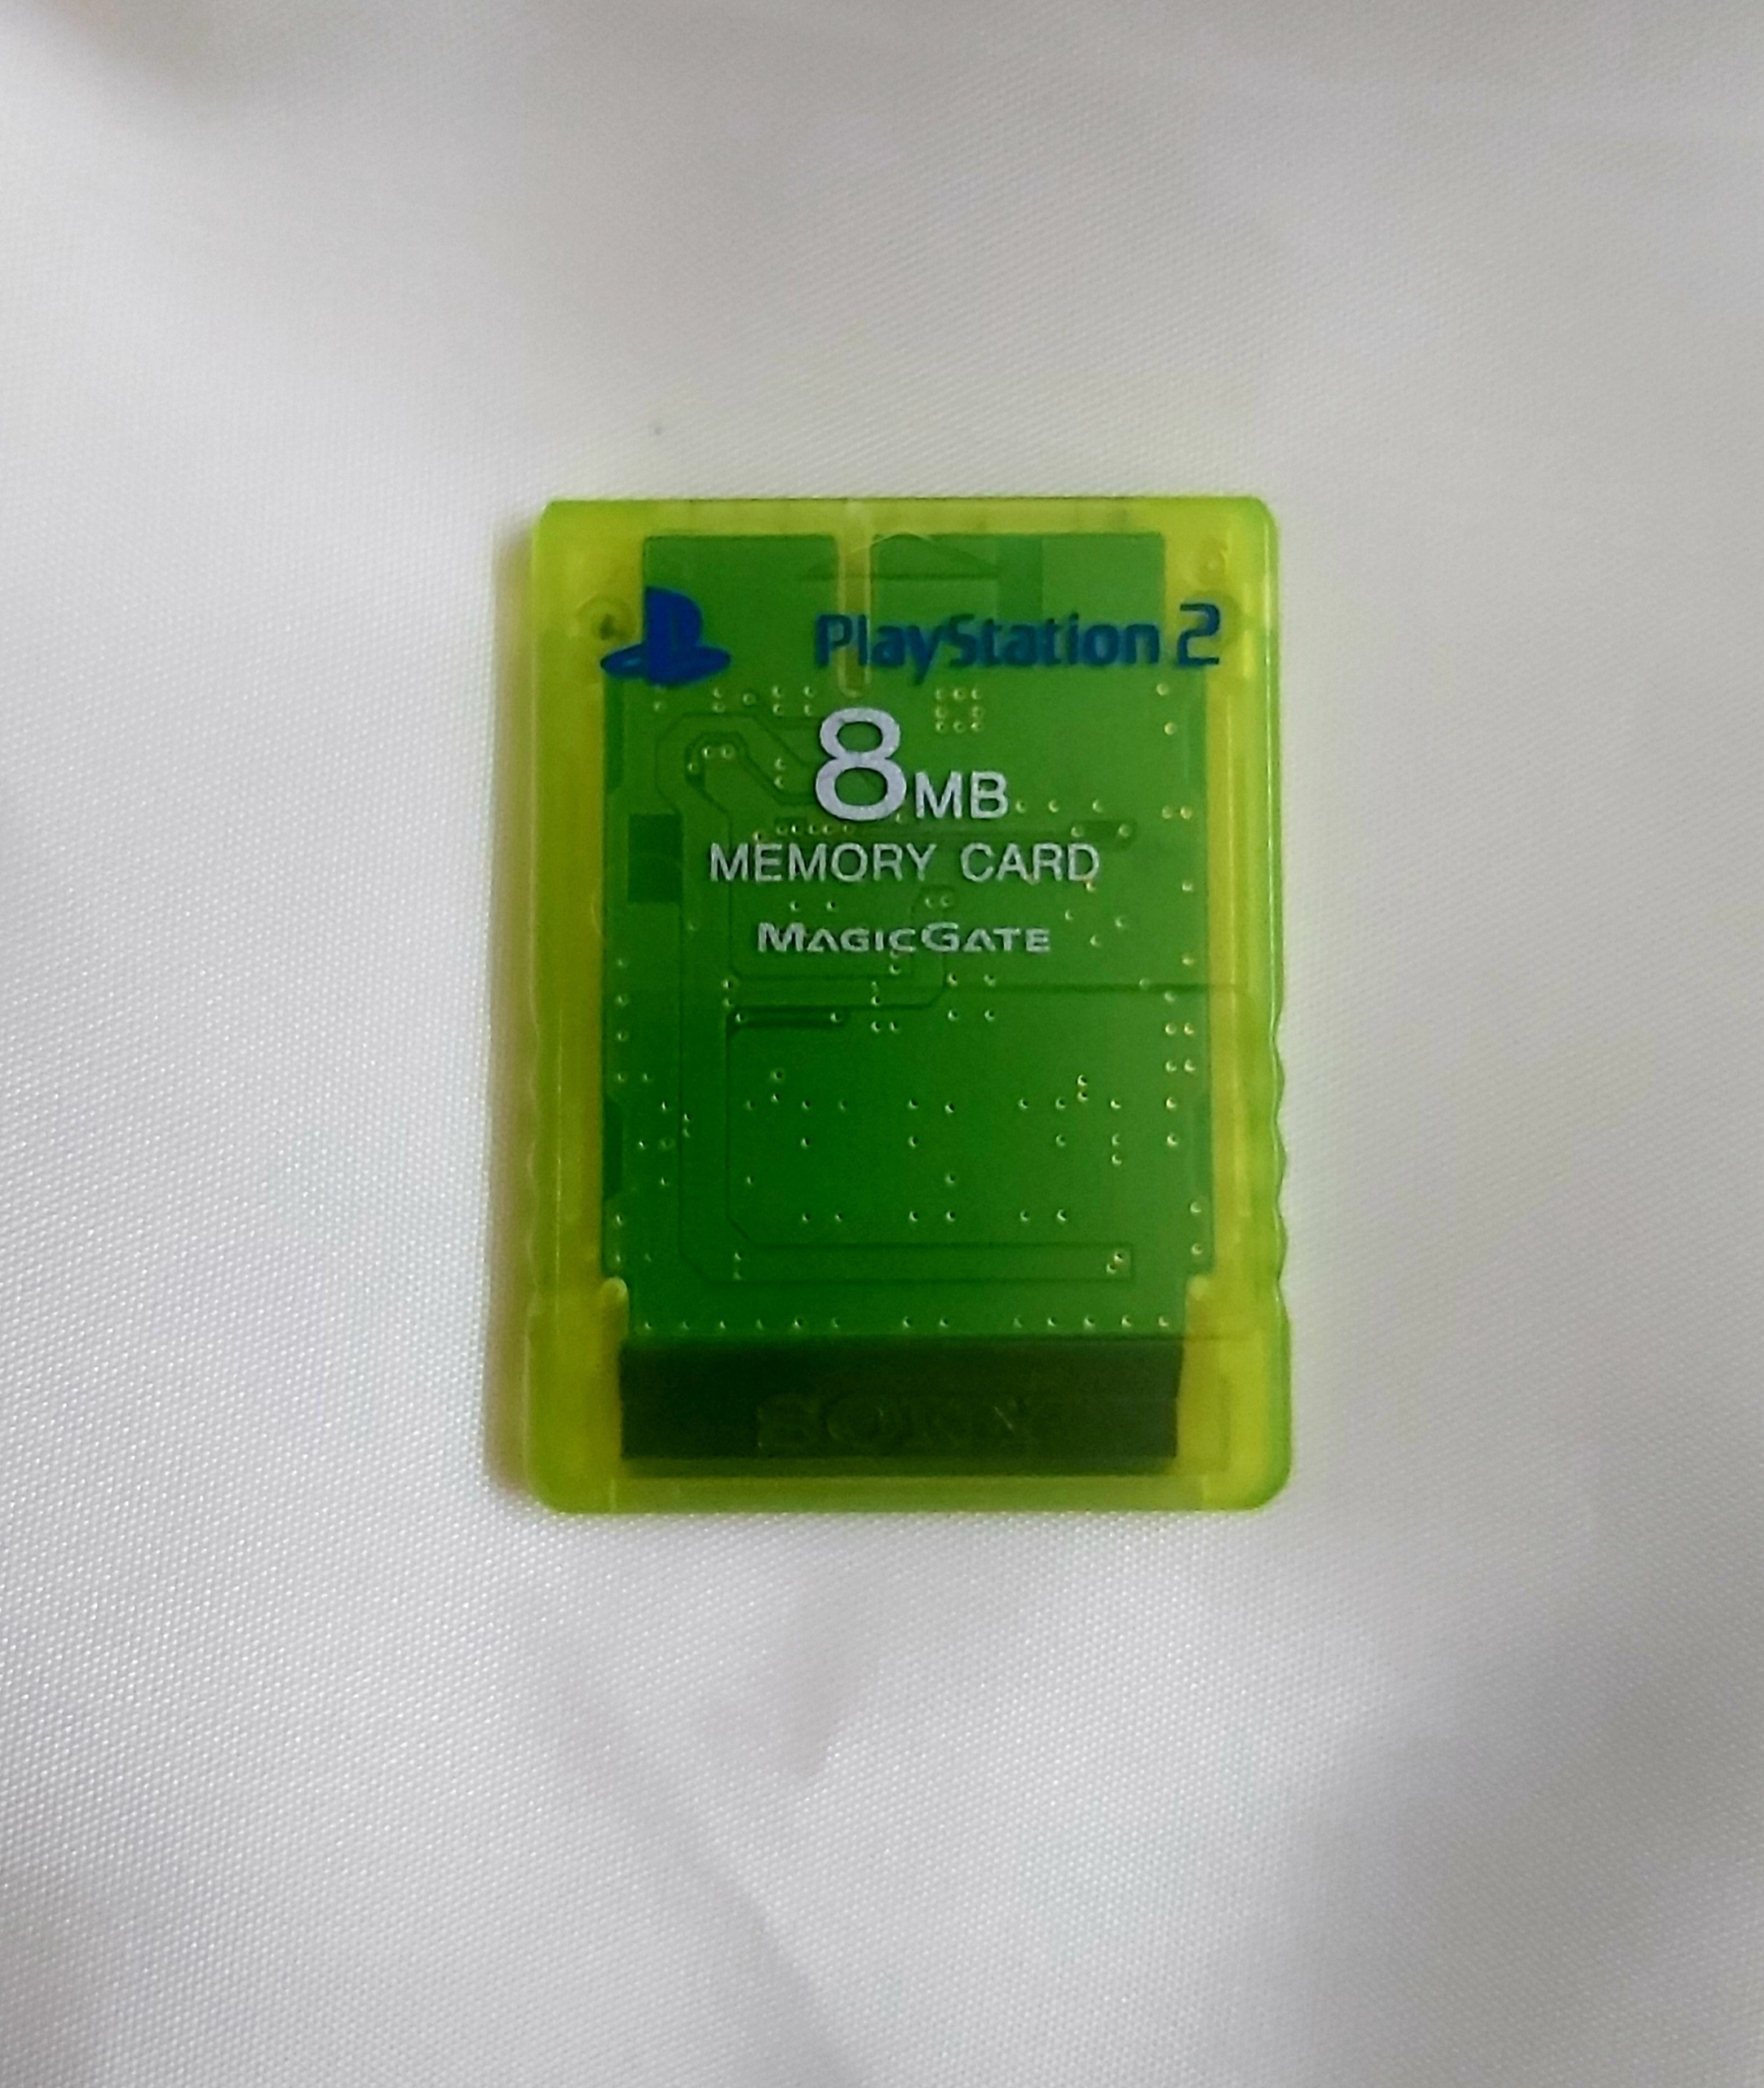 PlayStation 2
8MB
MEMORY CARD
MAGICGATE
SONY